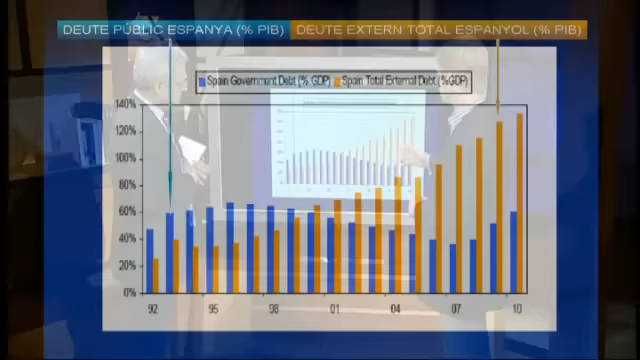 DEUTE PÚBLIC ESPANYA (% PIB) DEUTE EXTERN TOTAL ESPANYOL (% PIB)
Spain Government Debt (% GDP) Spain Total External Debt (%GDP)
140%
120%
100%
80%
60%
40%
20%
0%
92 95 98 01 04 07 10